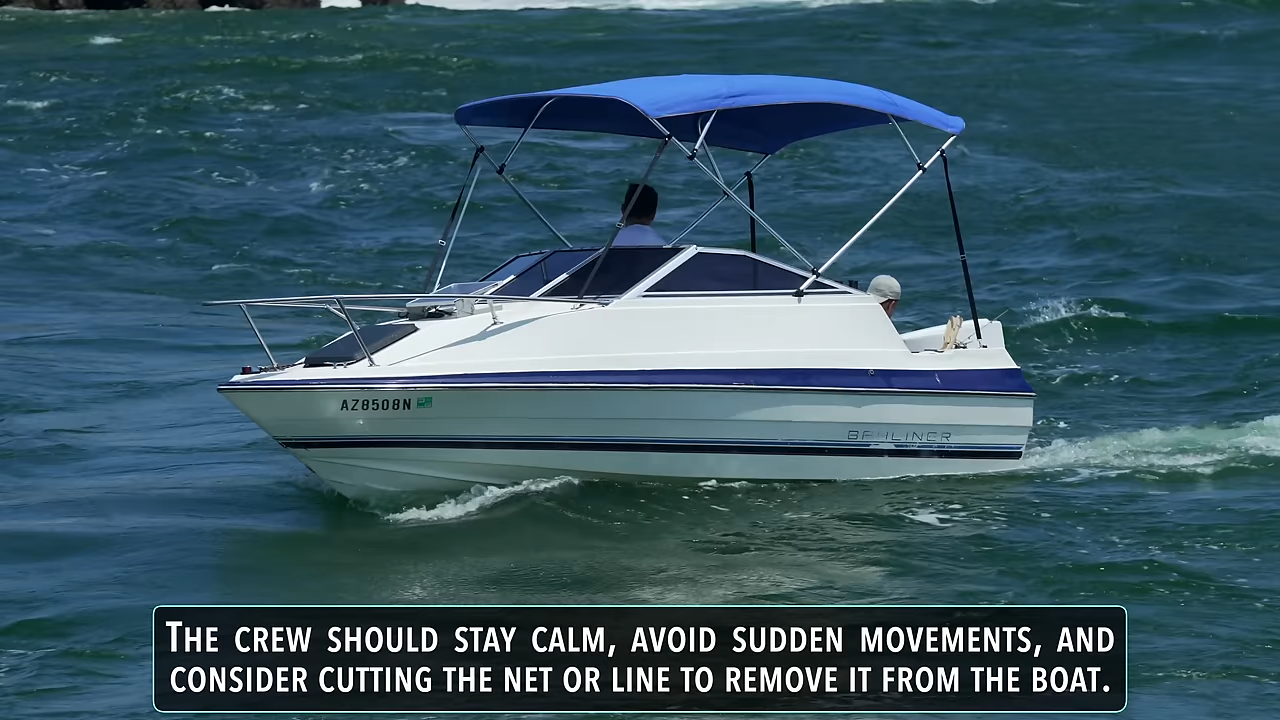 AZ8508N
BAYLINER
THE CREW SHOULD STAY CALM, AVOID SUDDEN MOVEMENTS, AND
CONSIDER CUTTING THE NET OR LINE TO REMOVE IT FROM THE BOAT.